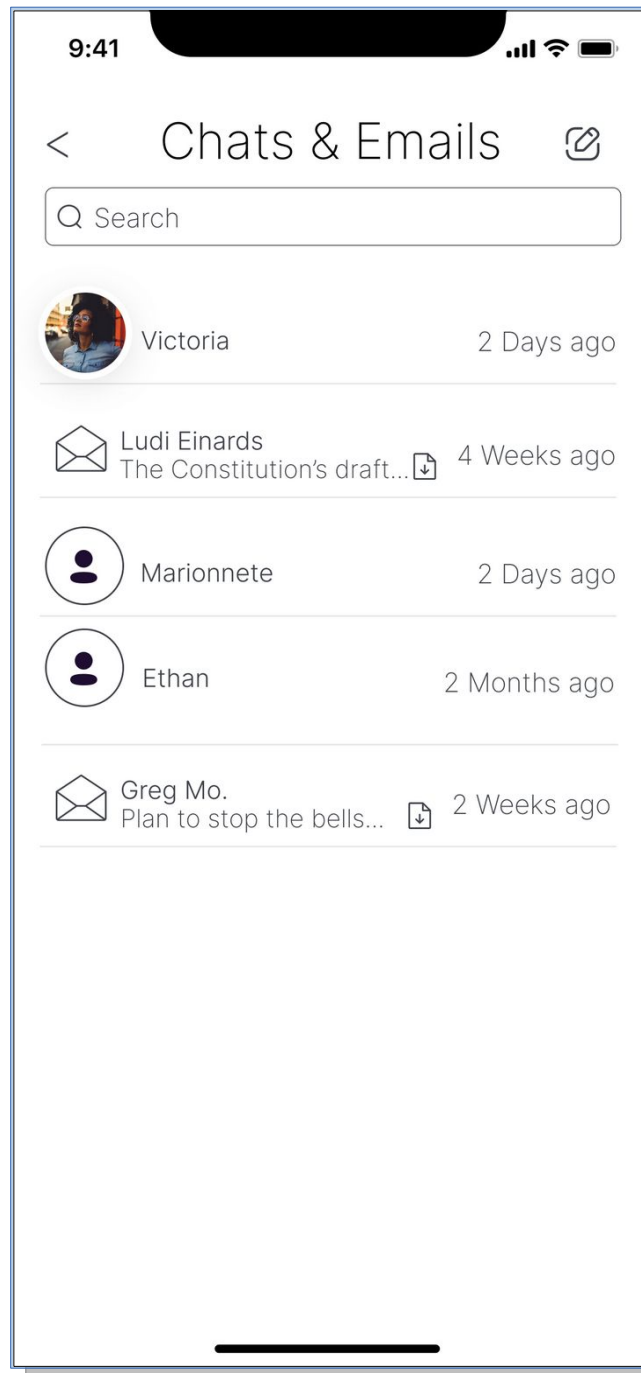 9:41
Chats & Emails
Search
Victoria
2 Days ago
Ludi Einards
The Constitution’s draft...
4 Weeks ago
Marionnete
2 Days ago
Ethan
2 Months ago
Greg Mo.
Plan to stop the bells...
2 Weeks ago